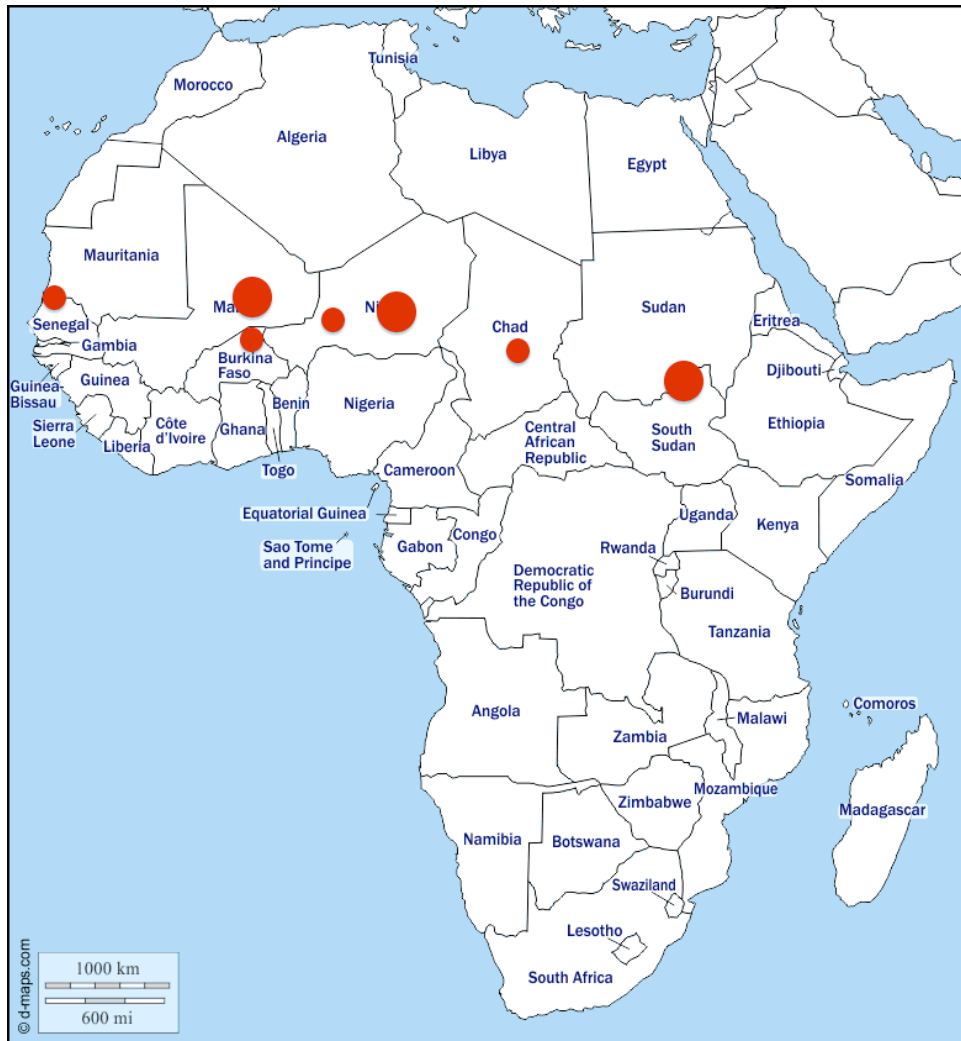 Tunisia
Morocco
Algeria
Libya
Egypt
Mauritania
Ma
Ni
Sudan
Chad
Eritrea
Senegal
Gambia
Burkina
Faso
Djibouti
Guinea-
Bissau
Guinea
Benin
Nigeria
Ethiopia
Sierra
Leone
Côte
d'Ivoire
Ghana
Liberia
Togo
Central
African
Republic
South
Sudan
Cameroon
Somalia
Equatorial Guinea
Uganda
Kenya
Sao Tome
and Principe
Gabon
Congo
Rwanda
Democratic
Republic of
the Congo
Burundi
Tanzania
Angola
Comoros
Malawi
Zambia
Mozambique
Zimbabwe
Madagascar
Namibia
Botswana
Swaziland
Lesotho
South Africa
1000 km
600 mi
© d-maps.com